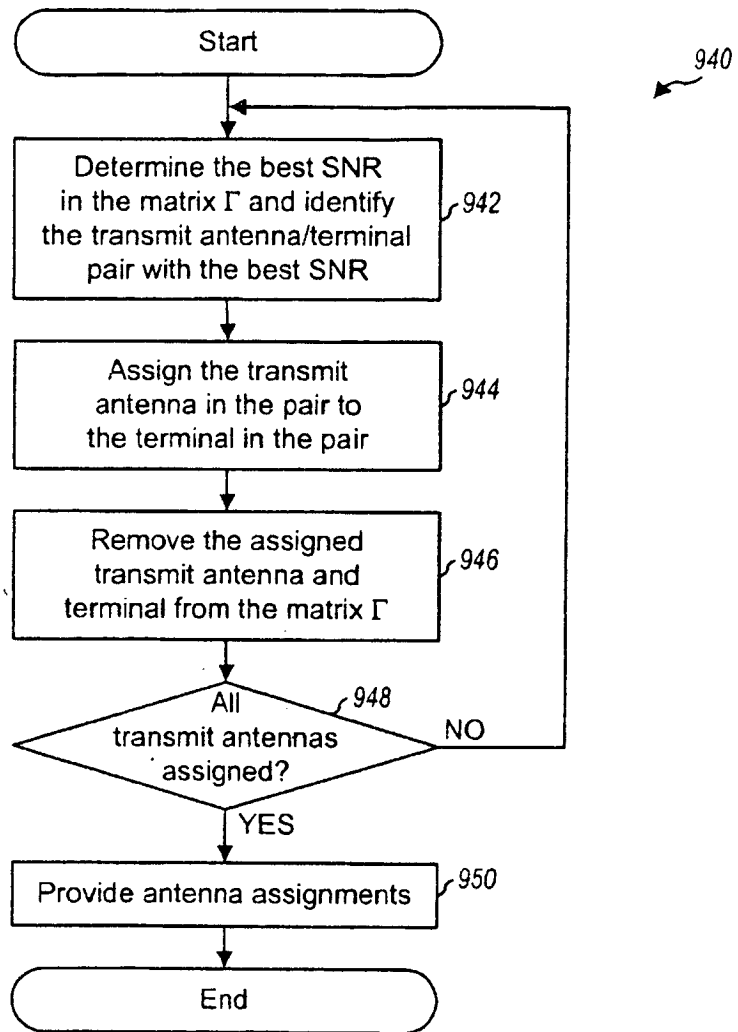 Start
940
Determine the best SNR
in the matrix Γ and identify
the transmit antenna/terminal
pair with the best SNR
942
Assign the transmit
antenna in the pair to
the terminal in the pair
944
Remove the assigned
transmit antenna and
terminal from the matrix Γ
946
All
transmit antennas
assigned?
948
NO
YES
Provide antenna assignments
950
End